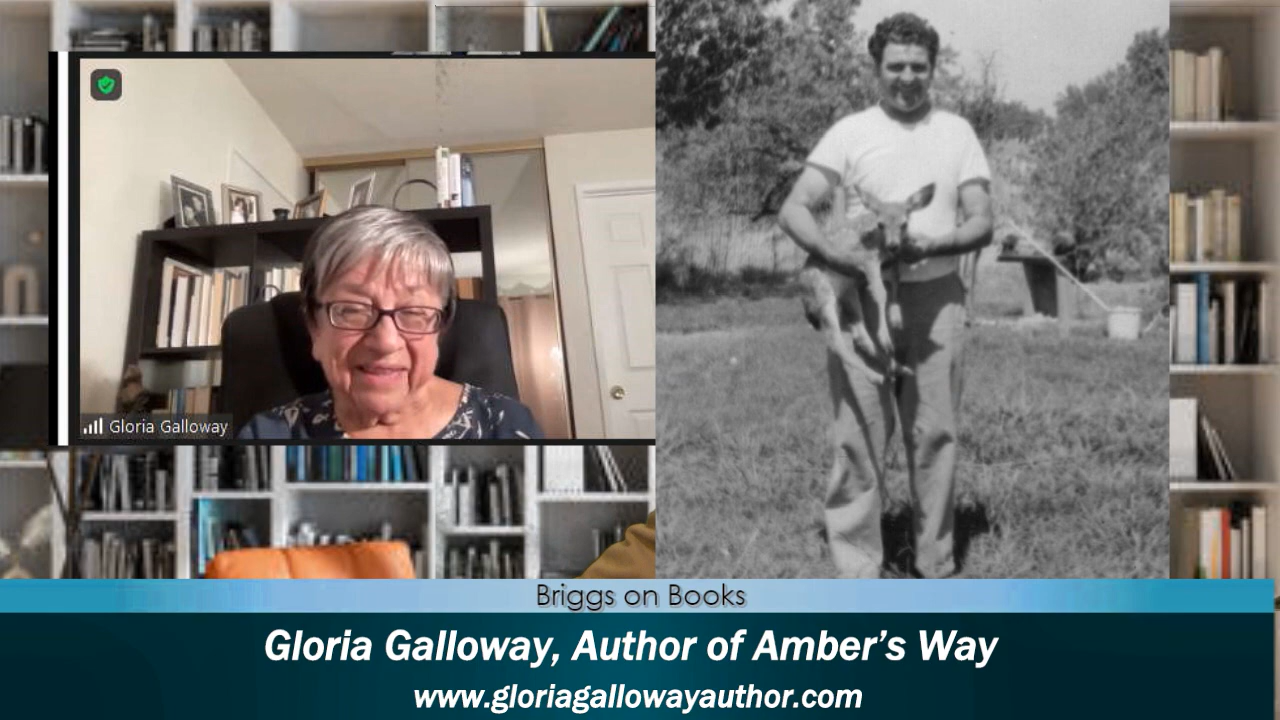 Gloria Galloway
Briggs on Books
Gloria Galloway, Author of Amber's Way
www.gloriagallowayauthor.com